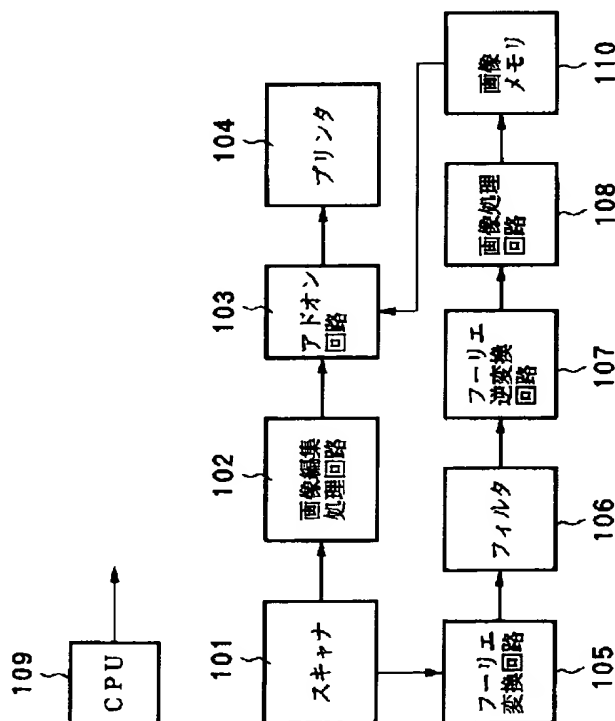 109
CPU
101
スキャナ
102
画像編集
処理回路
103
アドオン
回路
104
プリンタ
フーリエ
変換回路
105
フィルタ
106
フーリエ
逆変換
回路
107
画像処理
回路
108
画像
メモリ
110